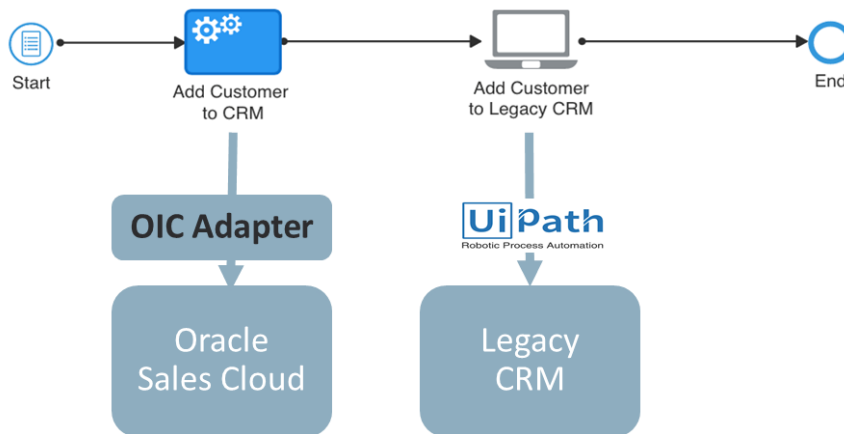 Start
Add Customer
to CRM
Add Customer
to Legacy CRM
End
OIC Adapter
UiPath
Robotic Process Automation
Oracle
Sales Cloud
Legacy
CRM